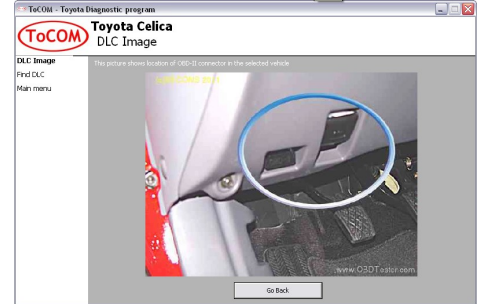 ToCOM - Toyota Diagnostic program
ToCOM
Toyota Celica
DLC Image
DLC Image
Find DLC
Main menu
This picture shows location of OBD-II connector in the selected vehicle
www.OBDTester.com
Go Back